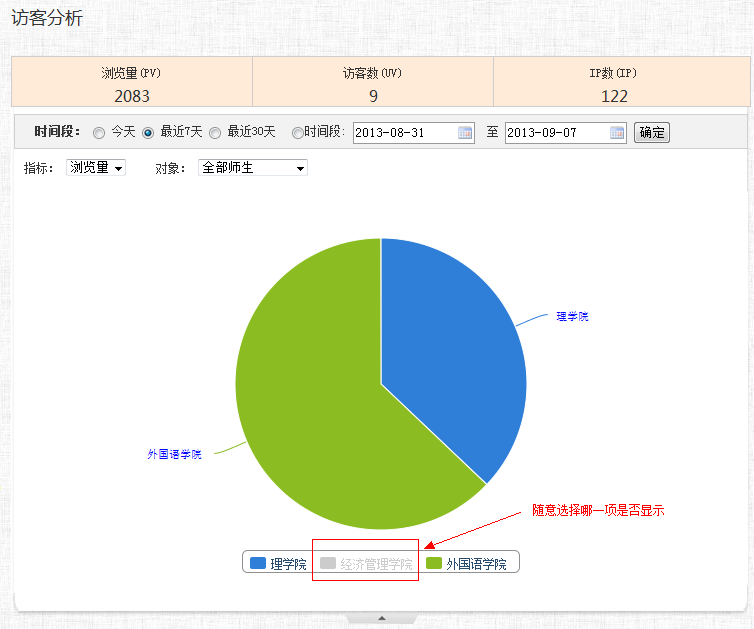 访客分析
浏览量(PV) 访客数(UV) IP数(IP)
2083 9 122
时间段: 今天 最近7天 最近30天 时间段: 2013-08-31 至 2013-09-07 确定
指标: 浏览量 对象: 全部师生
理学院
外国语学院
随意选择哪一项是否显示
理学院 经济管理学院 外国语学院